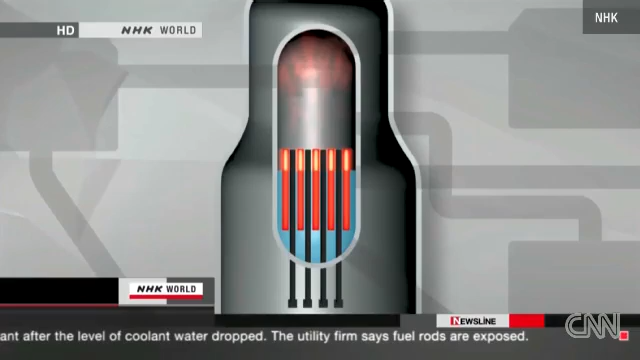 HD
NHK WORLD
NHK
NHK WORLD
NEWSLINE
CNN
ant after the level of coolant water dropped. The utility firm says fuel rods are exposed.